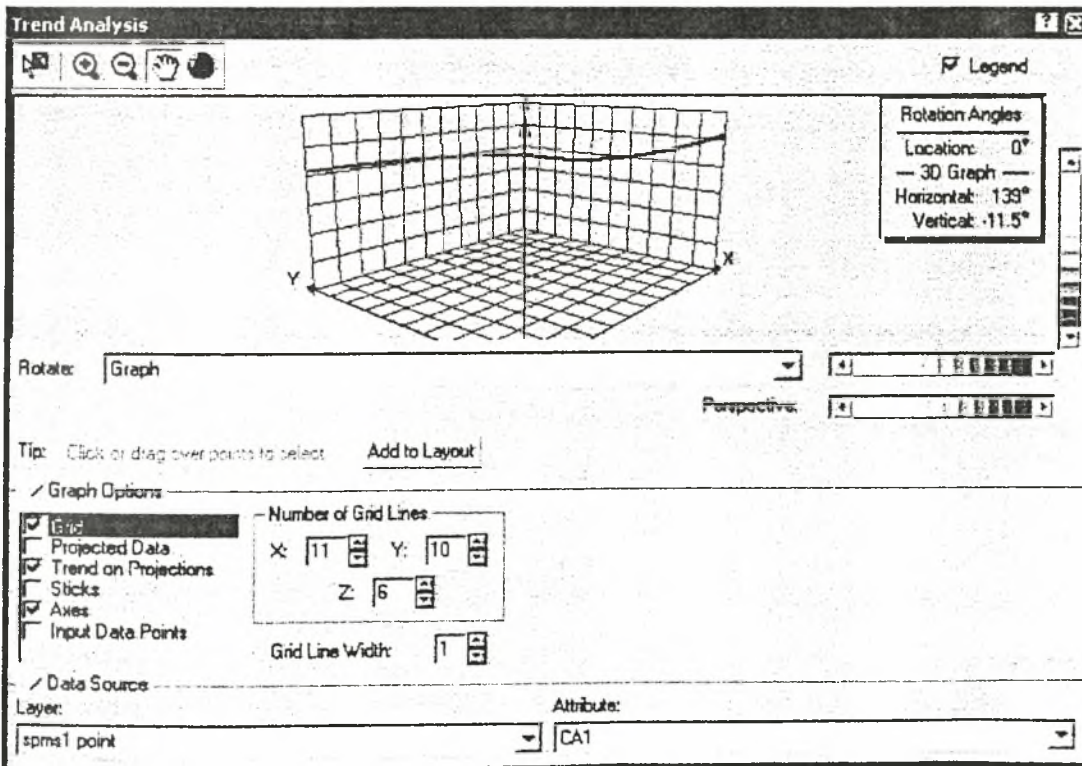 Trend Analysis
Legend
Rotation Angles
Location: 0°
3D Graph
Horizontal: 139°
Vertical: -11.5°
Y
X
Rotate: Graph
Perspective:
Tip: Click or drag over points to select Add to Layout
Graph Options
Grid
Projected Data
Trend on Projections
Sticks
Axes
Input Data Points
Number of Grid Lines
X: 11 Y: 10
Z: 6
Grid Line Width: 1
Data Source
Layer:
spms1 point
Attribute:
CA1